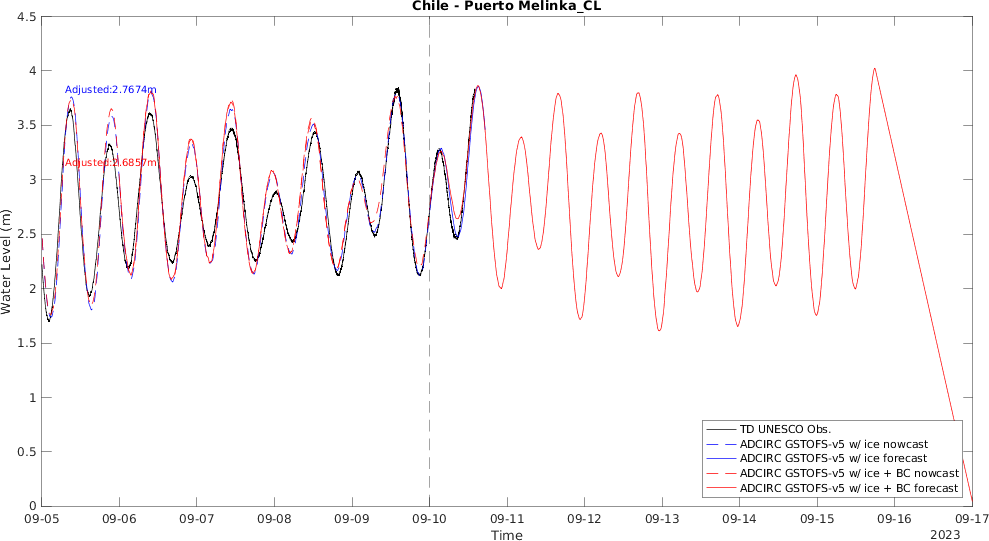 Chile - Puerto Melinka_CL
4.5
4
3.5
3
2.5
2
1.5
1
0.5
0
Water Level (m)
Adjusted:2.7674m
Adjusted:2.6857m
TD UNESCO Obs.
ADCIRC GSTOFS-v5 w/ ice nowcast
ADCIRC GSTOFS-v5 w/ ice forecast
ADCIRC GSTOFS-v5 w/ ice + BC nowcast
ADCIRC GSTOFS-v5 w/ ice + BC forecast
09-05 09-06 09-07 09-08 09-09 09-10 09-11 09-12 09-13 09-14 09-15 09-16 09-17
Time
2023